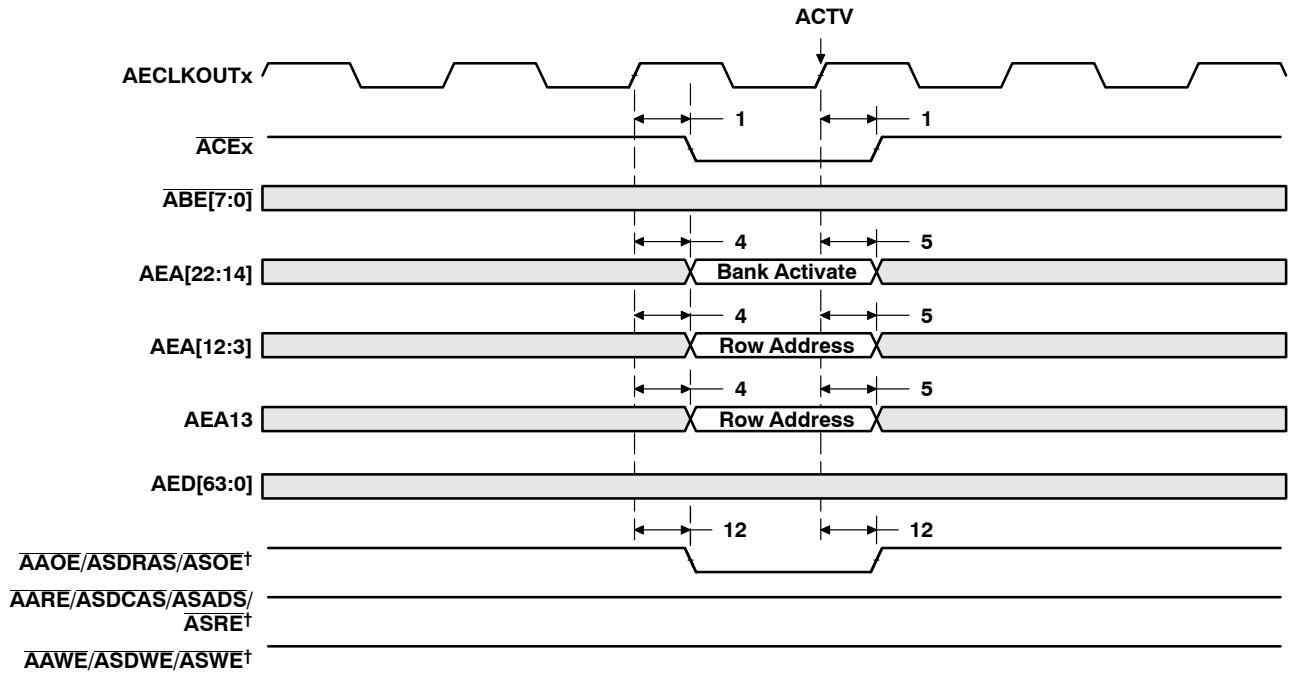 ACTV
AECLKOUTx
1 1
ACEx
ABE[7:0]
4 5
AEA[22:14] Bank Activate
4 5
AEA[12:3] Row Address
4 5
AEA13 Row Address
AED[63:0]
12 12
AAOE/ASDRAS/ASOE†
AARE/ASDCAS/ASADS/
ASRE†
AAWE/ASDWE/ASWE†